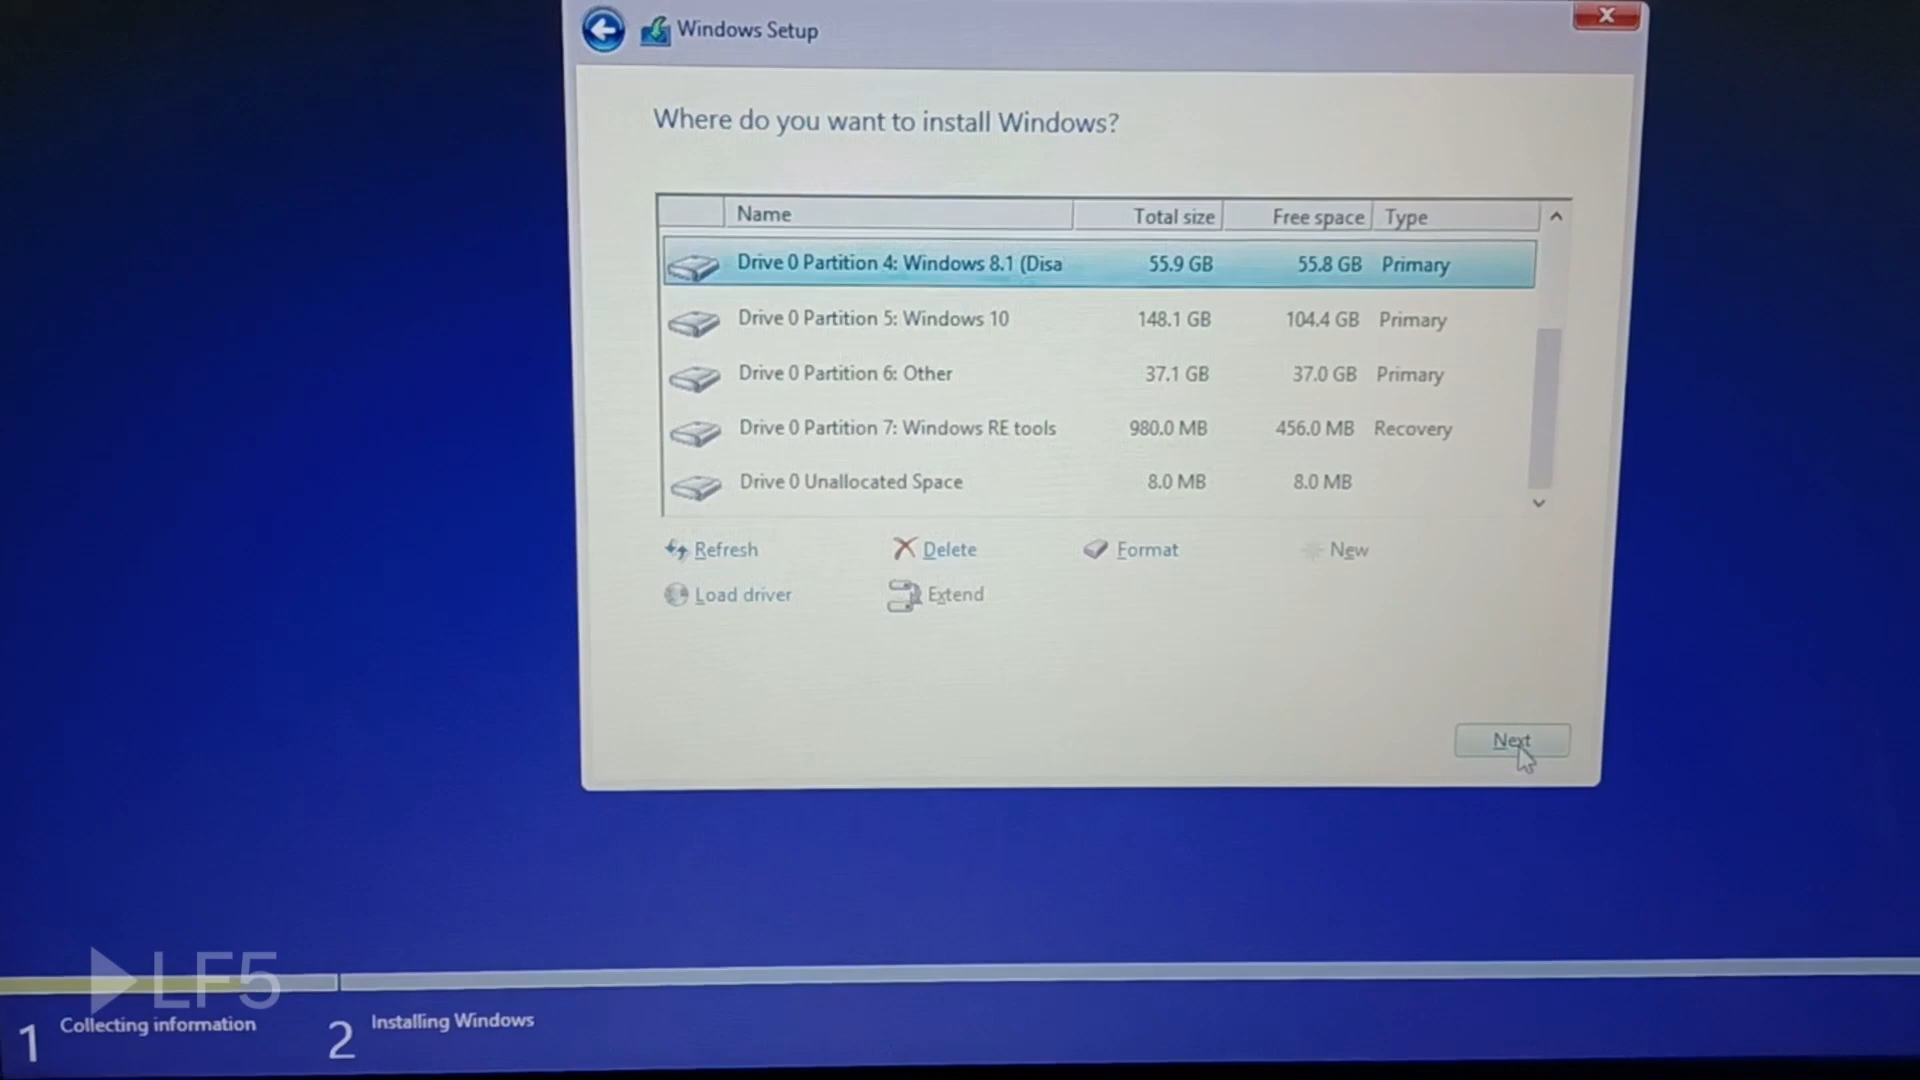 Windows Setup
Where do you want to install Windows?
Name Total size Free space Type
Drive 0 Partition 4: Windows 8.1 (Disa 55.9 GB 55.8 GB Primary
Drive 0 Partition 5: Windows 10 148.1 GB 104.4 GB Primary
Drive 0 Partition 6: Other 37.1 GB 37.0 GB Primary
Drive 0 Partition 7: Windows RE tools 980.0 MB 456.0 MB Recovery
Drive 0 Unallocated Space 8.0 MB 8.0 MB
Refresh Delete Format New
Load driver Extend
Next
LF5
1 Collecting information 2 Installing Windows